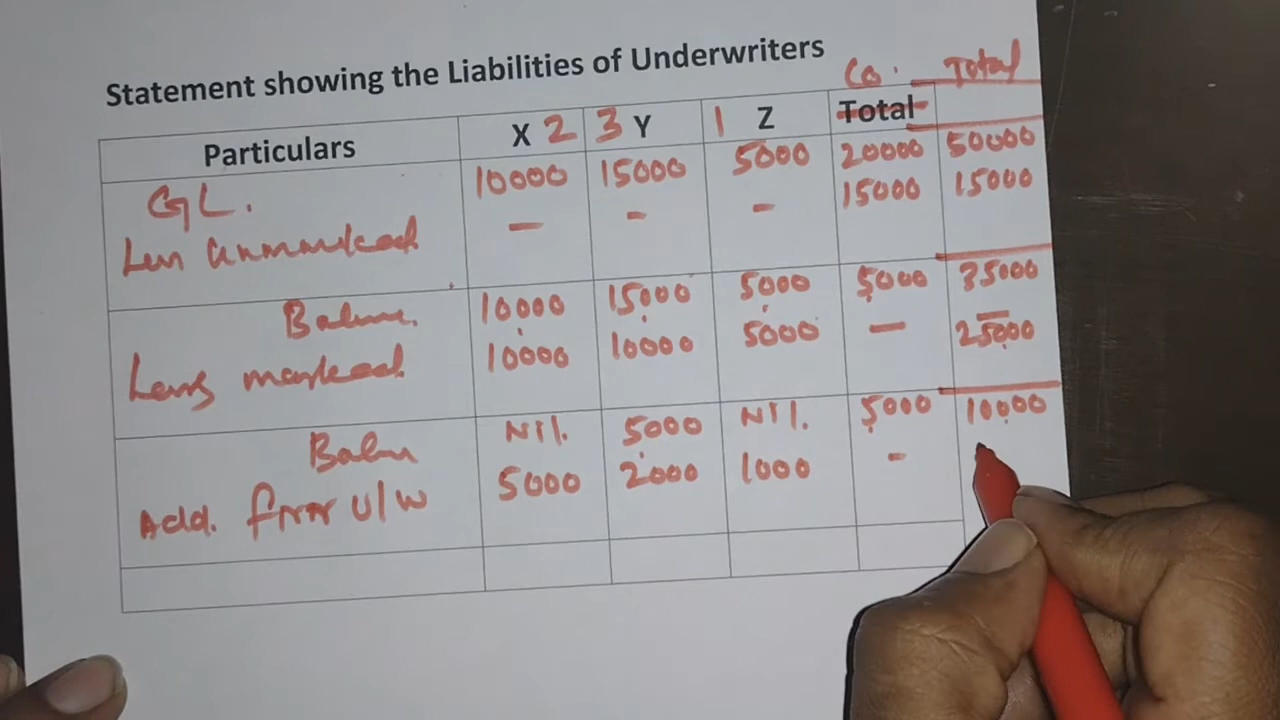 Statement showing the Liabilities of Underwriters
Co. Total
Particulars X 2 3 Y 1 Z Total
GL. 10000 15000 5000 20000 50000
Less Unmarked - - - 15000 15000
Balance. 10000 15000 5000 5000 35000
Less marked 10000 10000 5000 - 25000
Balan Nil. 5000 Nil. 5000 10000
Add. firm U/W 5000 2000 1000 -